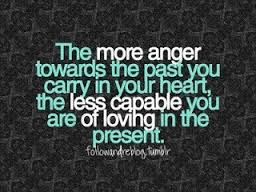 The more anger
towards the past you
carry in your heart,
the less capable you
are of loving in the
present.
followandreblog.tumblr